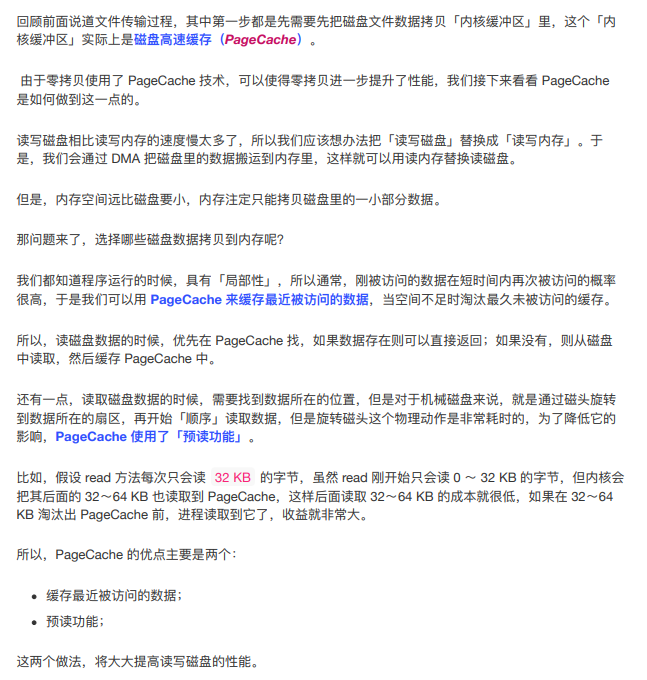 回顾前面说道文件传输过程，其中第一步都是先需要先把磁盘文件数据拷贝「内核缓冲区」里，这个「内
核缓冲区」实际上是磁盘高速缓存（PageCache）。
由于零拷贝使用了 PageCache 技术，可以使得零拷贝进一步提升了性能，我们接下来看看 PageCache
是如何做到这一点的。
读写磁盘相比读写内存的速度慢太多了，所以我们应该想办法把「读写磁盘」替换成「读写内存」。于
是，我们会通过 DMA 把磁盘里的数据搬运到内存里，这样就可以用读内存替换读磁盘。
但是，内存空间远比磁盘要小，内存注定只能拷贝磁盘里的一小部分数据。
那问题来了，选择哪些磁盘数据拷贝到内存呢？
我们都知道程序运行的时候，具有「局部性」，所以通常，刚被访问的数据在短时间内再次被访问的概率
很高，于是我们可以用 PageCache 来缓存最近被访问的数据，当空间不足时淘汰最久未被访问的缓存。
所以，读磁盘数据的时候，优先在 PageCache 找，如果数据存在则可以直接返回；如果没有，则从磁盘
中读取，然后缓存 PageCache 中。
还有一点，读取磁盘数据的时候，需要找到数据所在的位置，但是对于机械磁盘来说，就是通过磁头旋转
到数据所在的扇区，再开始「顺序」读取数据，但是旋转磁头这个物理动作是非常耗时的，为了降低它的
影响，PageCache 使用了「预读功能」。
比如，假设 read 方法每次只会读 32 KB 的字节，虽然 read 刚开始只会读 0 ～ 32 KB 的字节，但内核会
把其后面的 32～64 KB 也读取到 PageCache，这样后面读取 32～64 KB 的成本就很低，如果在 32～64
KB 淘汰出 PageCache 前，进程读取到它了，收益就非常大。
所以，PageCache 的优点主要是两个：
• 缓存最近被访问的数据；
• 预读功能；
这两个做法，将大大提高读写磁盘的性能。